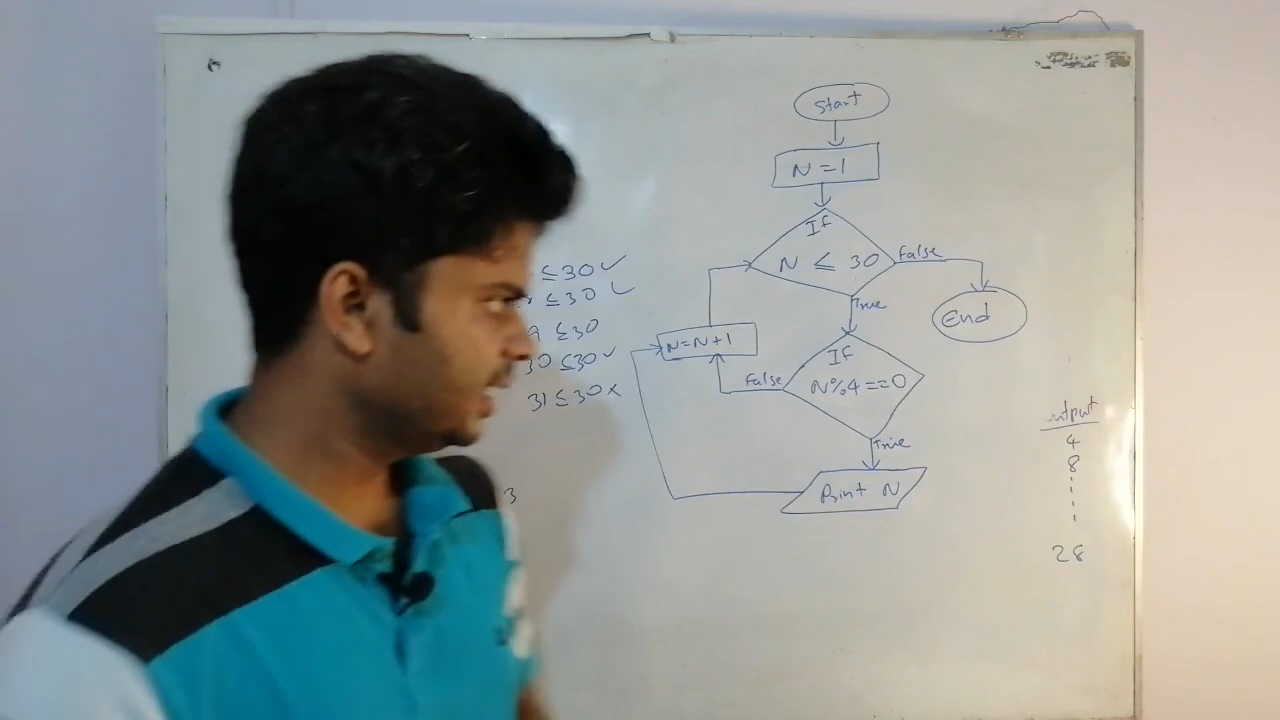 Start
N = 1
If
N ≤ 30
False
True
End
N=N+1
If
N%4==0
False
True
Print N
≤30 ✓
≤30 ✓
9 ≤30
30 ≤30 ✓
31 ≤30 x
3
output
4
8
28